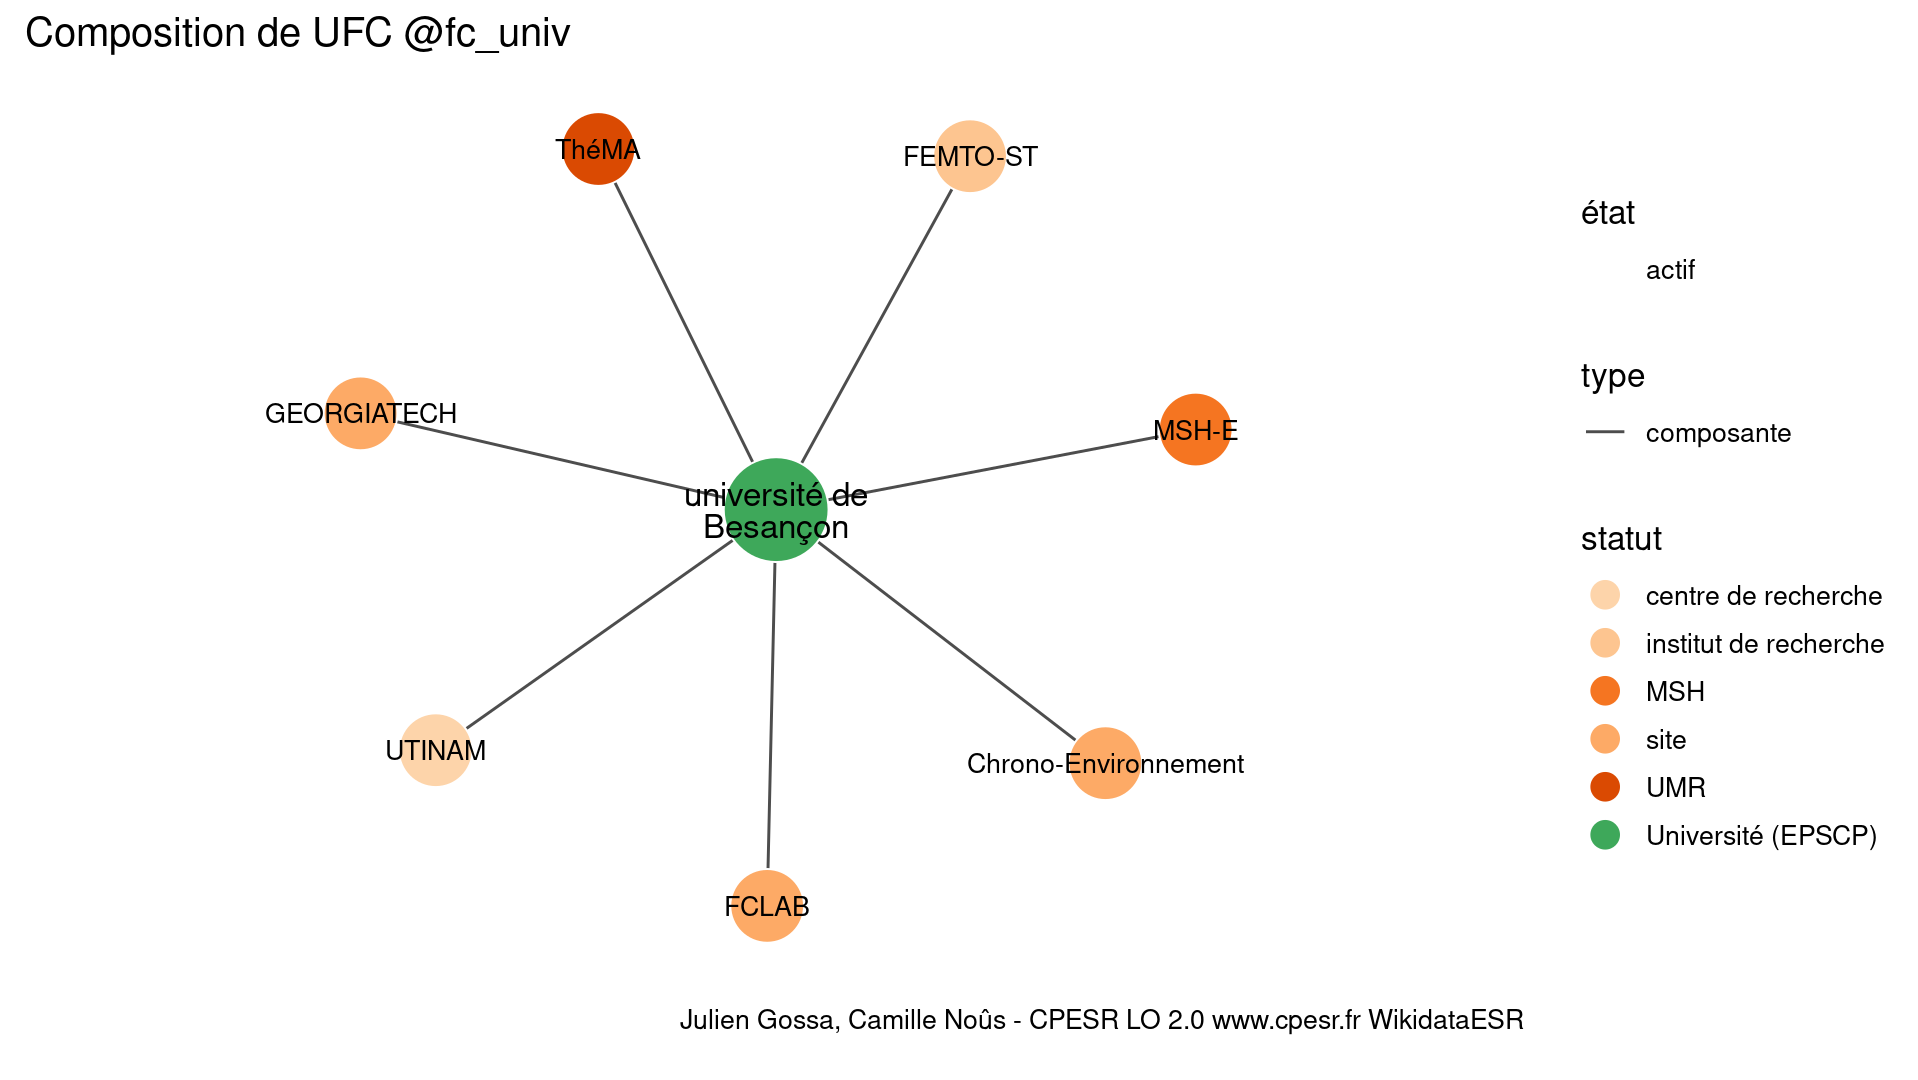 Composition de UFC @fc_univ
ThéMA
FEMTO-ST
GEORGIATECH
MSH-E
université de
Besançon
UTINAM
Chrono-Environnement
FCLAB
état
actif
type
composante
statut
centre de recherche
institut de recherche
MSH
site
UMR
Université (EPSCP)
Julien Gossa, Camille Noûs - CPESR LO 2.0 www.cpesr.fr WikidataESR